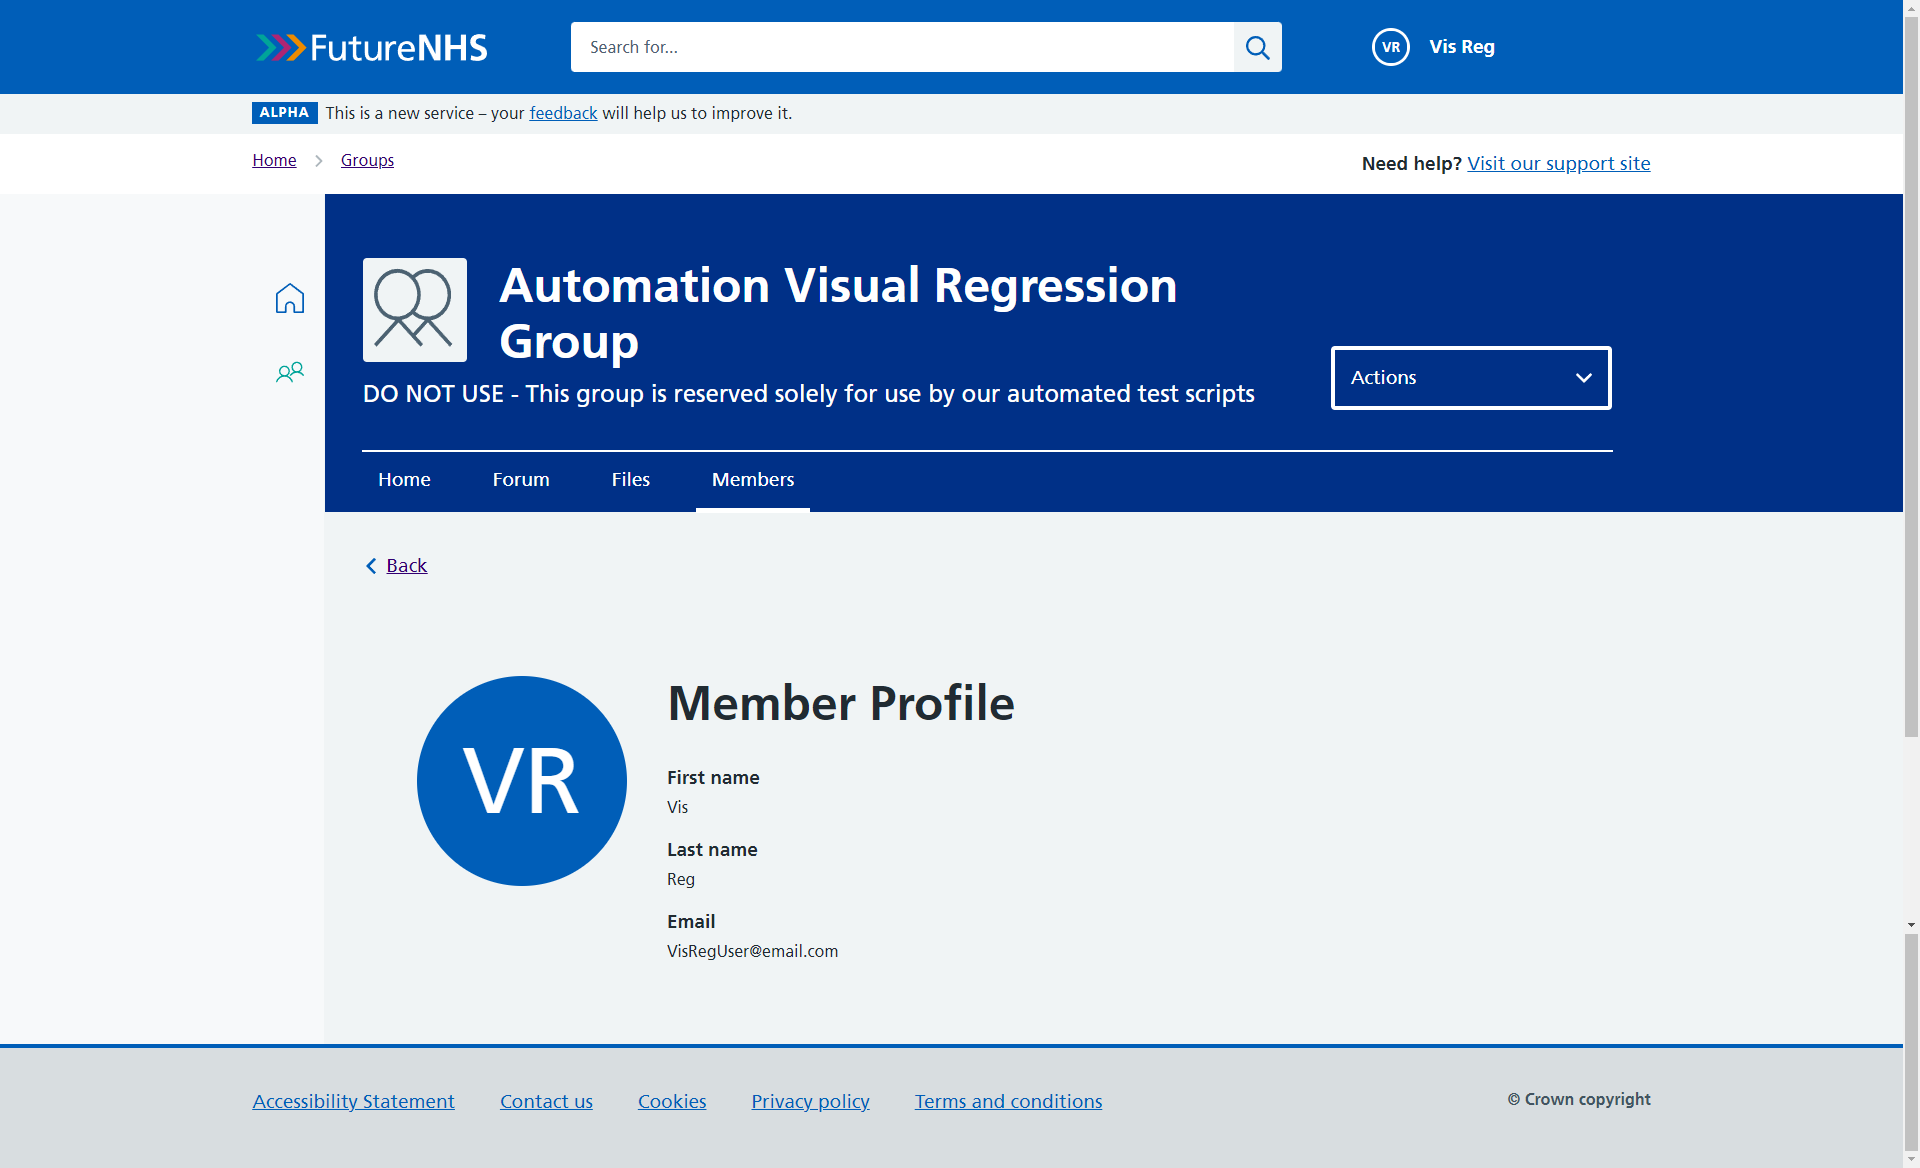 FutureNHS
Search for...
VR
Vis Reg
ALPHA This is a new service – your feedback will help us to improve it.
Home Groups
Need help? Visit our support site
Automation Visual Regression
Group
DO NOT USE - This group is reserved solely for use by our automated test scripts
Actions
Home Forum Files Members
Back
VR
Member Profile
First name
Vis
Last name
Reg
Email
VisRegUser@email.com
Accessibility Statement Contact us Cookies Privacy policy Terms and conditions
© Crown copyright